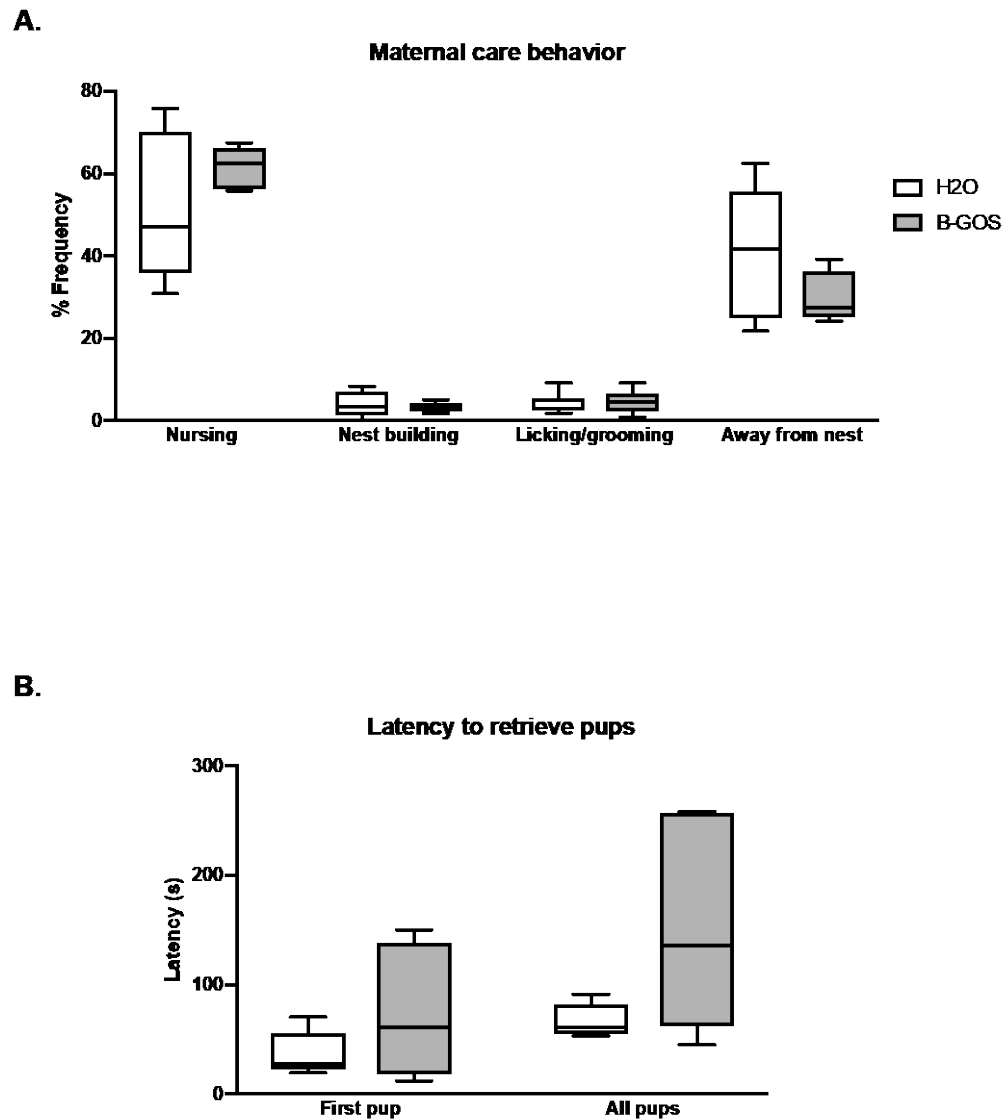 A.
Maternal care behavior
80
60
40
20
0
% Frequency
H2O
B-GOS
Nursing
Nest building
Licking/grooming
Away from nest
B.
Latency to retrieve pups
300
200
100
0
Latency (s)
First pup
All pups